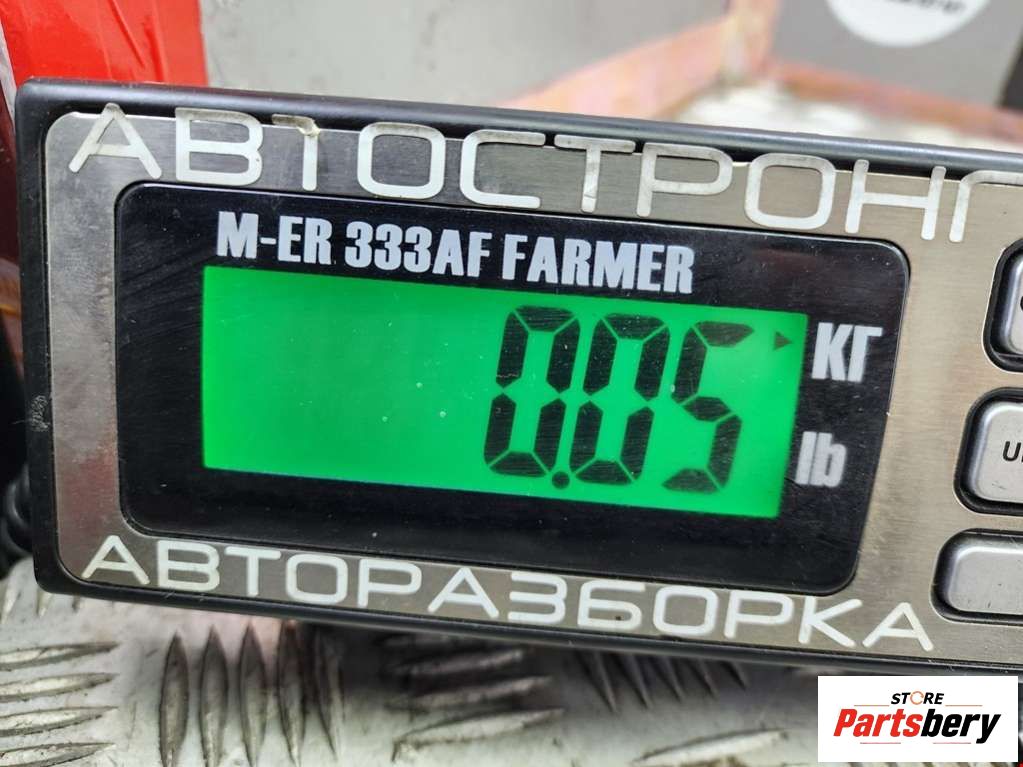 АВТОСТРОНГ
M-ER 333AF FARMER
0.05
КГ
lb
АВТОРАЗБОРКА
STORE
Partsbery